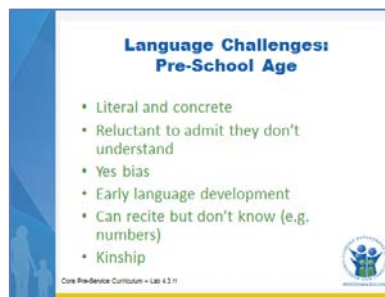 Language Challenges:
Pre-School Age
• Literal and concrete
• Reluctant to admit they don't
understand
• Yes bias
• Early language development
• Can recite but don't know (e.g.
numbers)
• Kinship
Core Pre-Service Curriculum – Lab 4.3.11